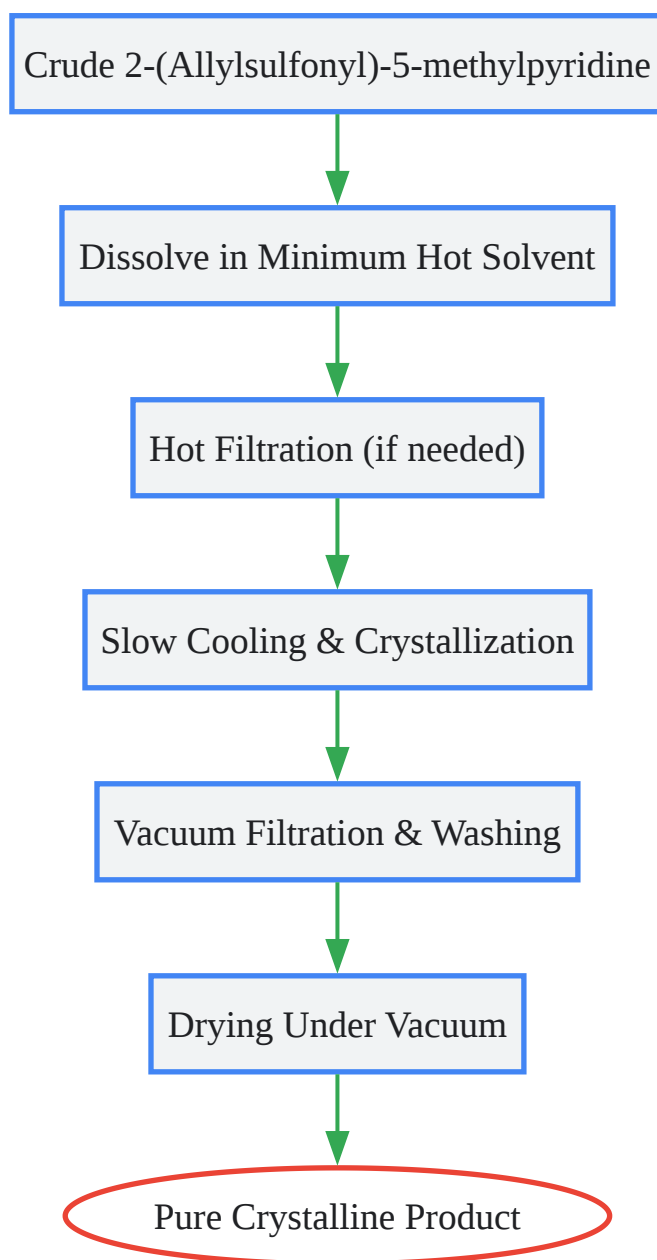 Crude 2-(Allylsulfonyl)-5-methylpyridine
Dissolve in Minimum Hot Solvent
Hot Filtration (if needed)
Slow Cooling & Crystallization
Vacuum Filtration & Washing
Drying Under Vacuum
Pure Crystalline Product